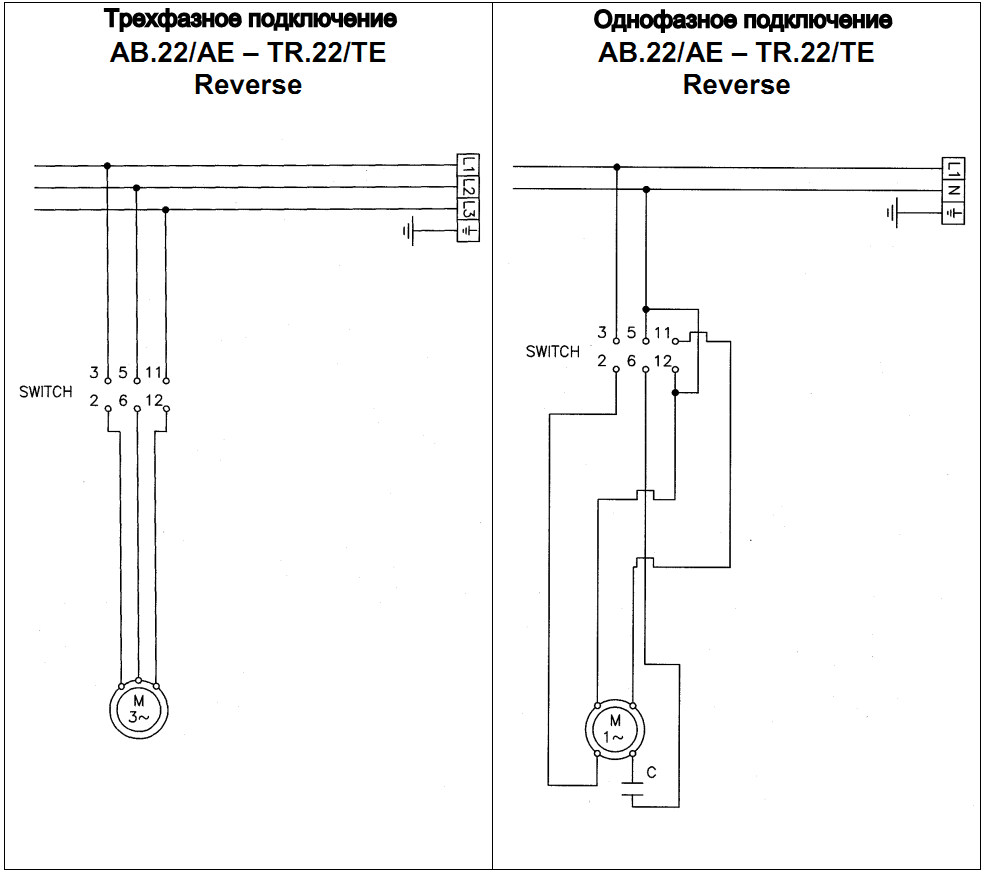 Трехфазное подключение
AB.22/AE – TR.22/TE
Reverse
L1
L2
L3
3 5 11
SWITCH
2 6 12
M
3~
Однофазное подключение
AB.22/AE – TR.22/TE
Reverse
L1
N
3 5 11
SWITCH
2 6 12
M
1~
C